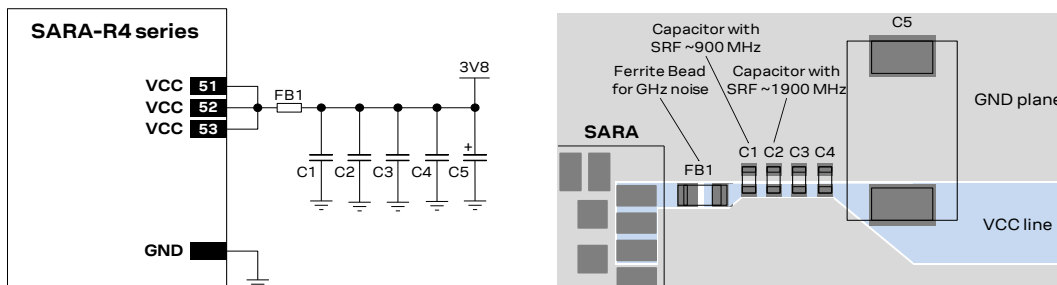 SARA-R4 series
VCC 51
VCC 52
VCC 53
GND
FB1
3V8
C1
C2
C3
C4
+
C5
Capacitor with
SRF ~900 MHz
Ferrite Bead
for GHz noise
Capacitor with
SRF ~1900 MHz
C5
GND plane
SARA
FB1
C1 C2 C3 C4
VCC line